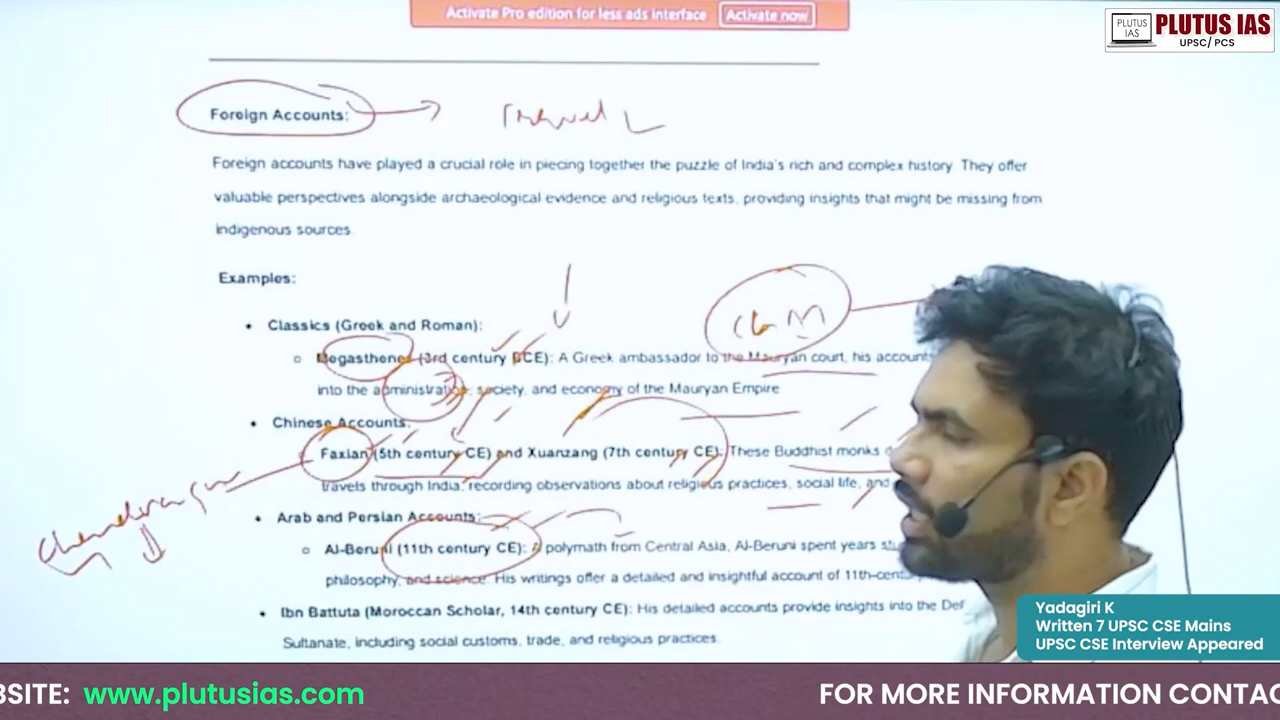 Activate Pro edition for less ads interface Activate now
PLUTUS IAS
PLUTUS IAS
UPSC/ PCS
Foreign Accounts:
Foreign accounts have played a crucial role in piecing together the puzzle of India's rich and complex history. They offer
valuable perspectives alongside archaeological evidence and religious texts, providing insights that might be missing from
indigenous sources.
Examples:
• Classics (Greek and Roman):
o Megasthenes (3rd century BCE): A Greek ambassador to the Mauryan court, his accounts
into the administration, society, and economy of the Mauryan Empire
• Chinese Accounts:
Faxian (5th century CE) and Xuanzang (7th century CE): These Buddhist monks
travels through India, recording observations about religious practices, social life, and
• Arab and Persian Accounts:
o Al-Beruni (11th century CE): A polymath from Central Asia, Al-Beruni spent years
philosophy, and science. His writings offer a detailed and insightful account of
• Ibn Battuta (Moroccan Scholar, 14th century CE): His detailed accounts provide insights into the
Sultanate, including social customs, trade, and religious practices.
Yadagiri K
Written 7 UPSC CSE Mains
UPSC CSE Interview Appeared
www.plutusias.com
FOR MORE INFORMATION